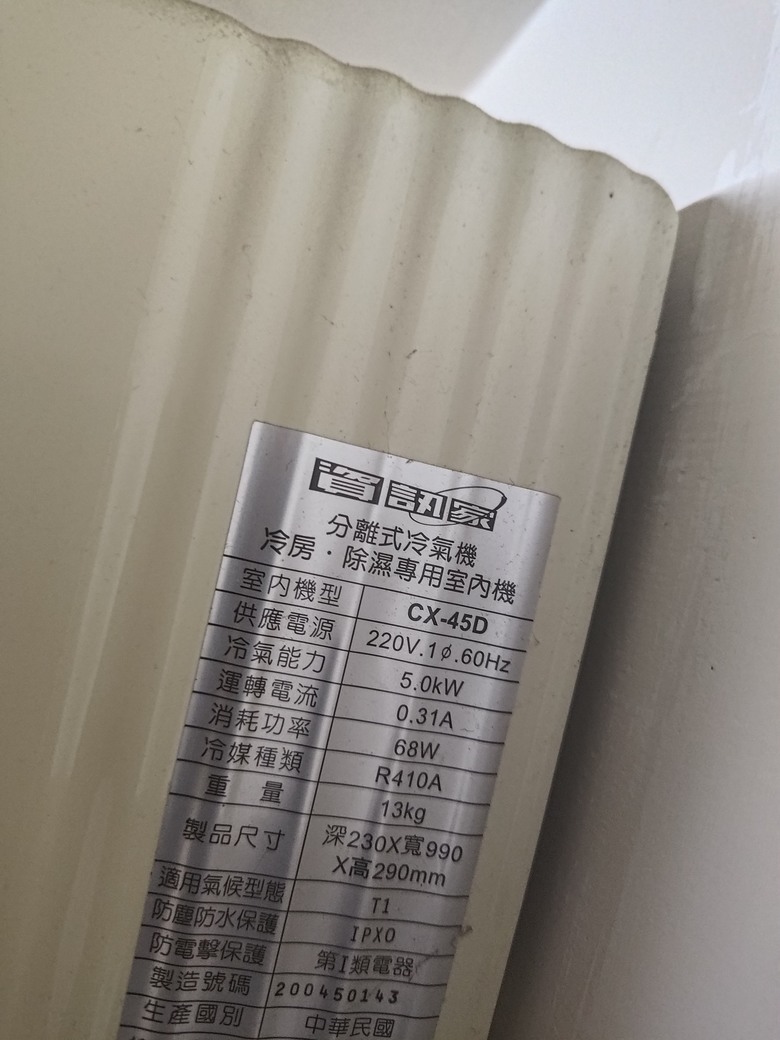 資訊家
分離式冷氣機
冷房・除濕專用室內機
室內機型 CX-45D
供應電源 220V.1ϕ.60Hz
冷氣能力 5.0kW
運轉電流 0.31A
消耗功率 68W
冷媒種類 R410A
重 量 13kg
製品尺寸 深230X寬990
X高290mm
適用氣候型態 T1
防塵防水保護 IPX0
防電擊保護 第I類電器
製造號碼 200450143
生產國別 中華民國